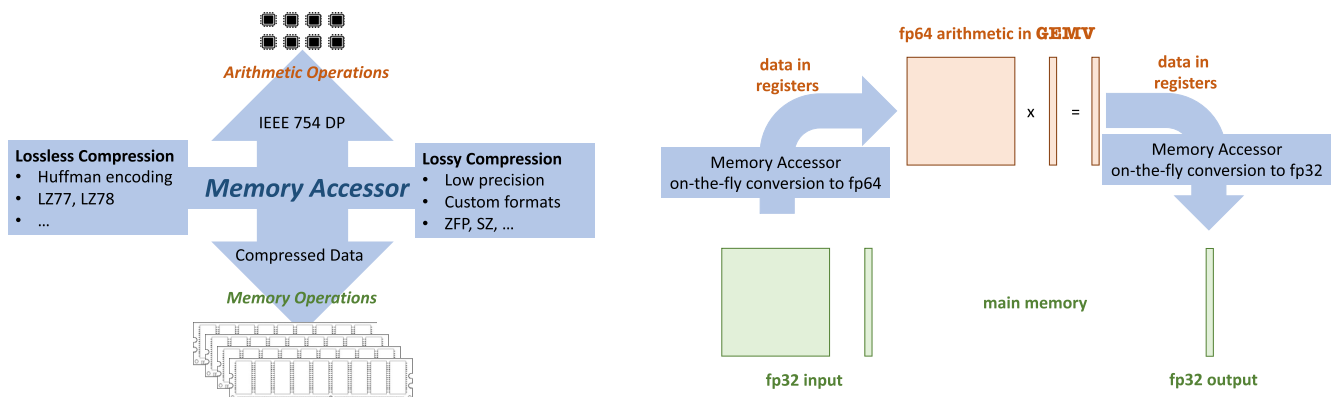 Arithmetic Operations
IEEE 754 DP
Lossless Compression
• Huffman encoding
• LZ77, LZ78
• ...
Memory Accessor
Lossy Compression
• Low precision
• Custom formats
• ZFP, SZ, ...
Compressed Data
Memory Operations
fp64 arithmetic in GEMV
data in
registers
data in
registers
x
=
Memory Accessor
on-the-fly conversion to fp64
Memory Accessor
on-the-fly conversion to fp32
main memory
fp32 input
fp32 output